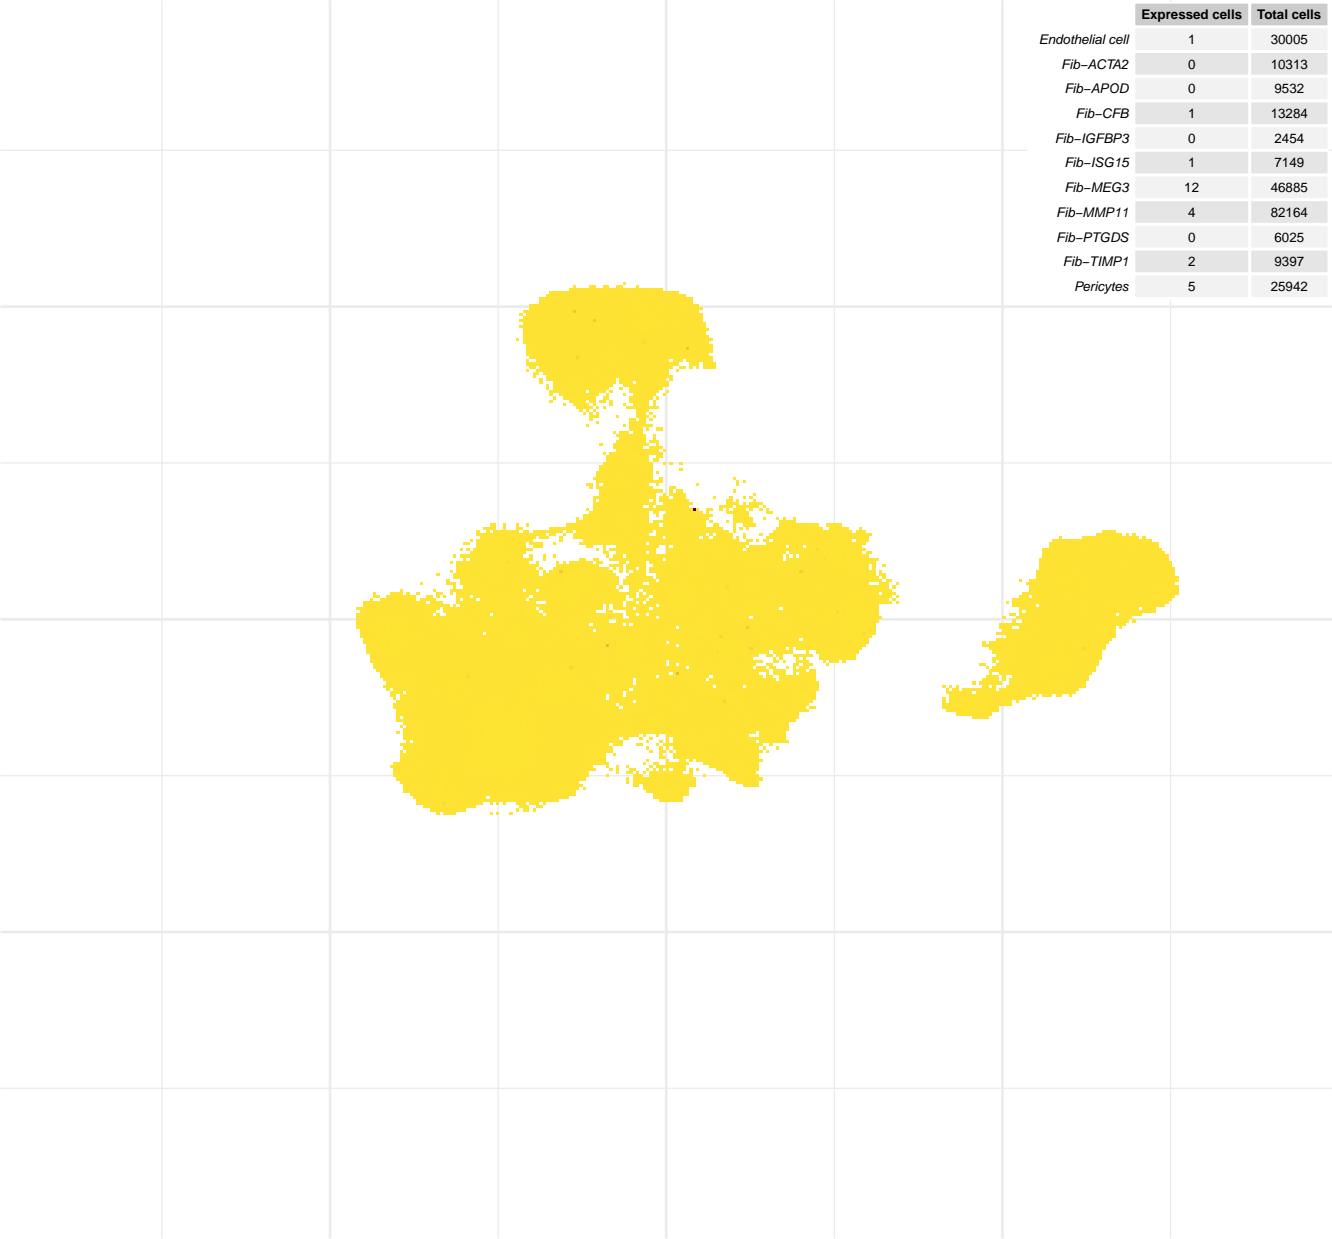 Expressed cells Total cells
Endothelial cell 1 30005
Fib−ACTA2 0 10313
Fib−APOD 0 9532
Fib−CFB 1 13284
Fib−IGFBP3 0 2454
Fib−ISG15 1 7149
Fib−MEG3 12 46885
Fib−MMP11 4 82164
Fib−PTGDS 0 6025
Fib−TIMP1 2 9397
Pericytes 5 25942